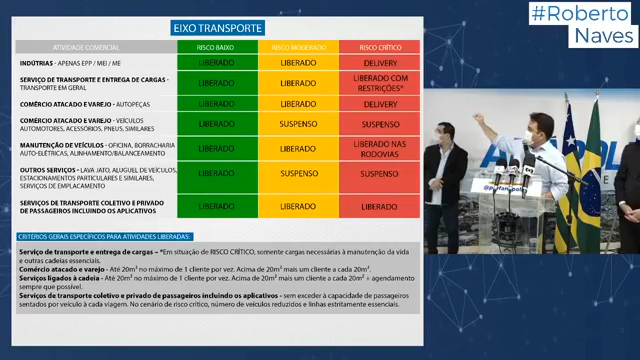 #Roberto
Naves
EIXO TRANSPORTE
ATIVIDADE COMERCIAL RISCO BAIXO RISCO MODERADO RISCO CRÍTICO
INDÚTRIAS - APENAS EPP / MEI / ME LIBERADO LIBERADO DELIVERY
SERVIÇO DE TRANSPORTE E ENTREGA DE CARGAS -
TRANSPORTE EM GERAL LIBERADO LIBERADO LIBERADO COM
RESTRIÇÕES*
COMÉRCIO ATACADO E VAREJO - AUTOPEÇAS LIBERADO LIBERADO DELIVERY
COMÉRCIO ATACADO E VAREJO - VEÍCULOS
AUTOMOTORES, ACESSÓRIOS, PNEUS, SIMILARES LIBERADO SUSPENSO SUSPENSO
MANUTENÇÃO DE VEÍCULOS - OFICINA, BORRACHARIA
AUTO-ELÉTRICAS, ALINHAMENTO/BALANCEAMENTO LIBERADO LIBERADO LIBERADO NAS
RODOVIAS
OUTROS SERVIÇOS - LAVA JATO, ALUGUEL DE VEÍCULOS,
ESTACIONAMENTOS PARTICULARES E SIMILARES,
SERVIÇOS DE EMPLACAMENTO LIBERADO SUSPENSO SUSPENSO
SERVIÇOS DE TRANSPORTE COLETIVO E PRIVADO
DE PASSAGEIROS INCLUINDO OS APLICATIVOS LIBERADO LIBERADO LIBERADO
CRITÉRIOS GERAIS ESPECÍFICOS PARA ATIVIDADES LIBERADAS:
Serviço de transporte e entrega de cargas – *Em situação de RISCO CRÍTICO, somente cargas necessárias à manutenção da vida
e outras cadeias essenciais.
Comércio atacado e varejo - Até 20m² no máximo de 1 cliente por vez. Acima de 20m² mais um cliente a cada 20m².
Serviços ligados à cadeia - Até 20m² no máximo de 1 cliente por vez. Acima de 20m² mais um cliente a cada 20m² + agendamento
sempre que possível.
Serviços de transporte coletivo e privado de passageiros incluindo os aplicativos - sem exceder à capacidade de passageiros
sentados por veículo à cada viagem. No cenário de risco crítico, número de veículos reduzidos e linhas estritamente essenciais.